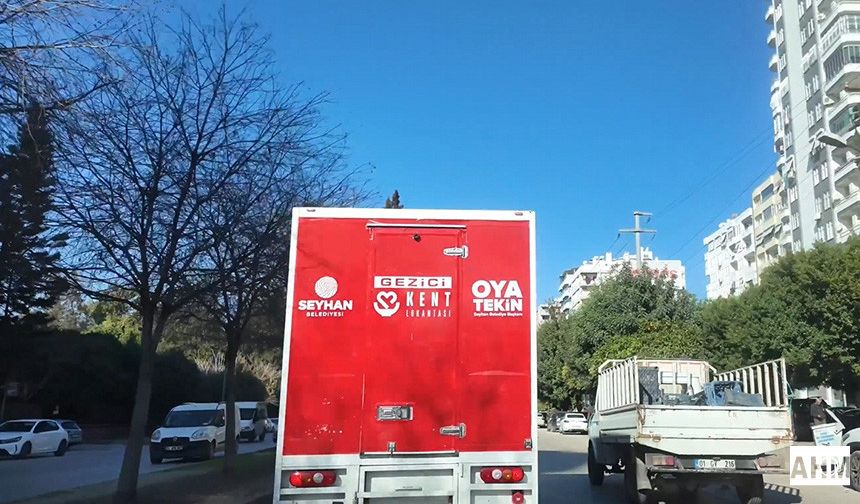 SEYHAN
BELEDİYESİ
GEZİCİ
KENT
LOKANTASI
OYA
TEKİN
Seyhan Belediye Başkanı
01 GY 216
AHM